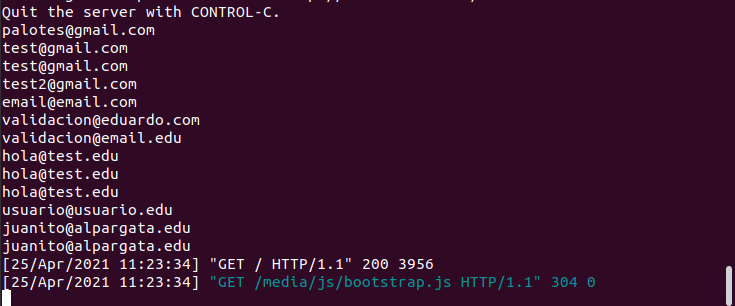 Quit the server with CONTROL-C.
palotes@gmail.com
test@gmail.com
test@gmail.com
test2@gmail.com
email@email.com
validacion@eduardo.com
validacion@email.edu
hola@test.edu
hola@test.edu
hola@test.edu
usuario@usuario.edu
juanito@alpargata.edu
juanito@alpargata.edu
[25/Apr/2021 11:23:34] "GET / HTTP/1.1" 200 3956
[25/Apr/2021 11:23:34] "GET /media/js/bootstrap.js HTTP/1.1" 304 0